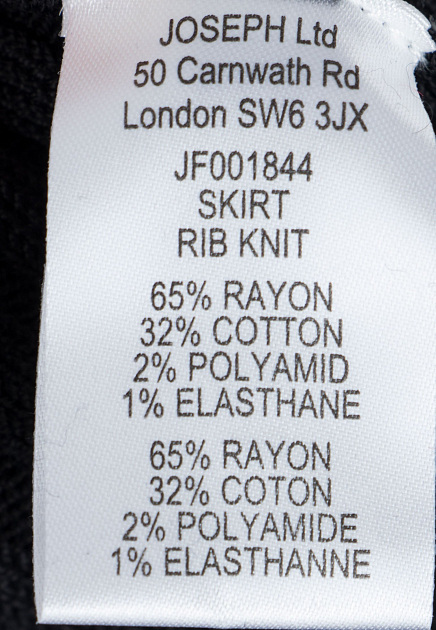 JOSEPH Ltd
50 Carnwath Rd
London SW6 3JX
JF001844
SKIRT
RIB KNIT
65% RAYON
32% COTTON
2% POLYAMID
1% ELASTHANE
65% RAYON
32% COTON
2% POLYAMIDE
1% ELASTHANNE